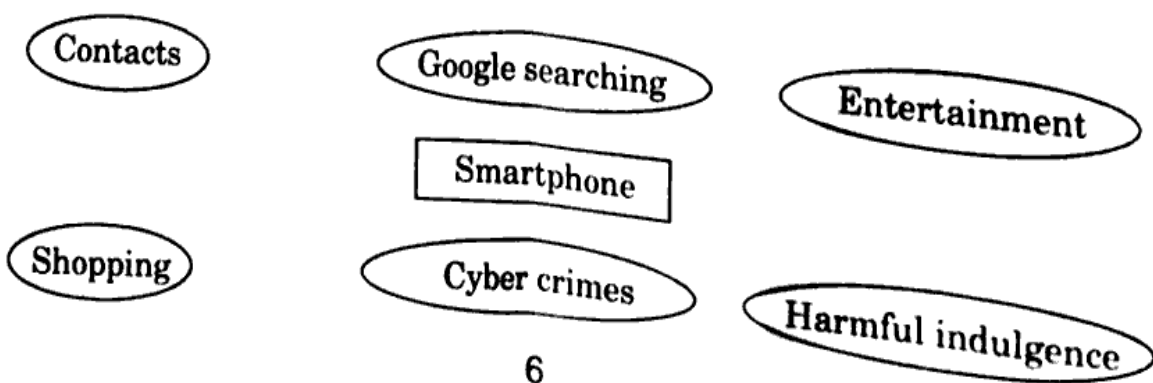 Contacts
Google searching
Entertainment
Smartphone
Shopping
Cyber crimes
Harmful indulgence
6